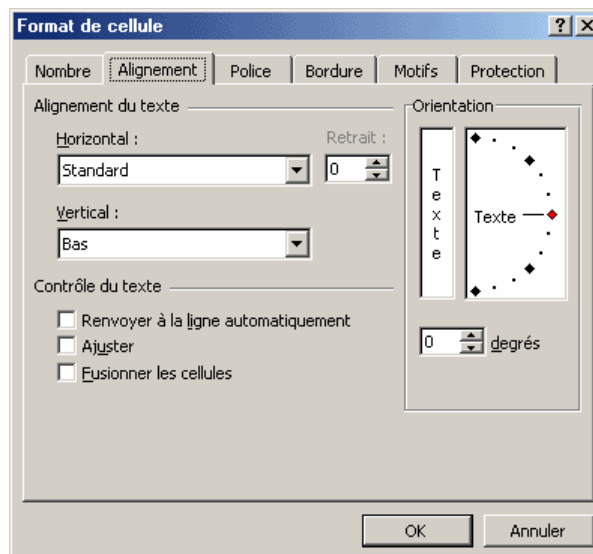 Format de cellule
Nombre Alignement Police Bordure Motifs Protection
Alignement du texte
Horizontal :
Retrait :
Standard
0
Vertical :
Bas
Contrôle du texte
Renvoyer à la ligne automatiquement
Ajuster
Fusionner les cellules
Orientation
Texte
Texte
0 degrés
OK
Annuler